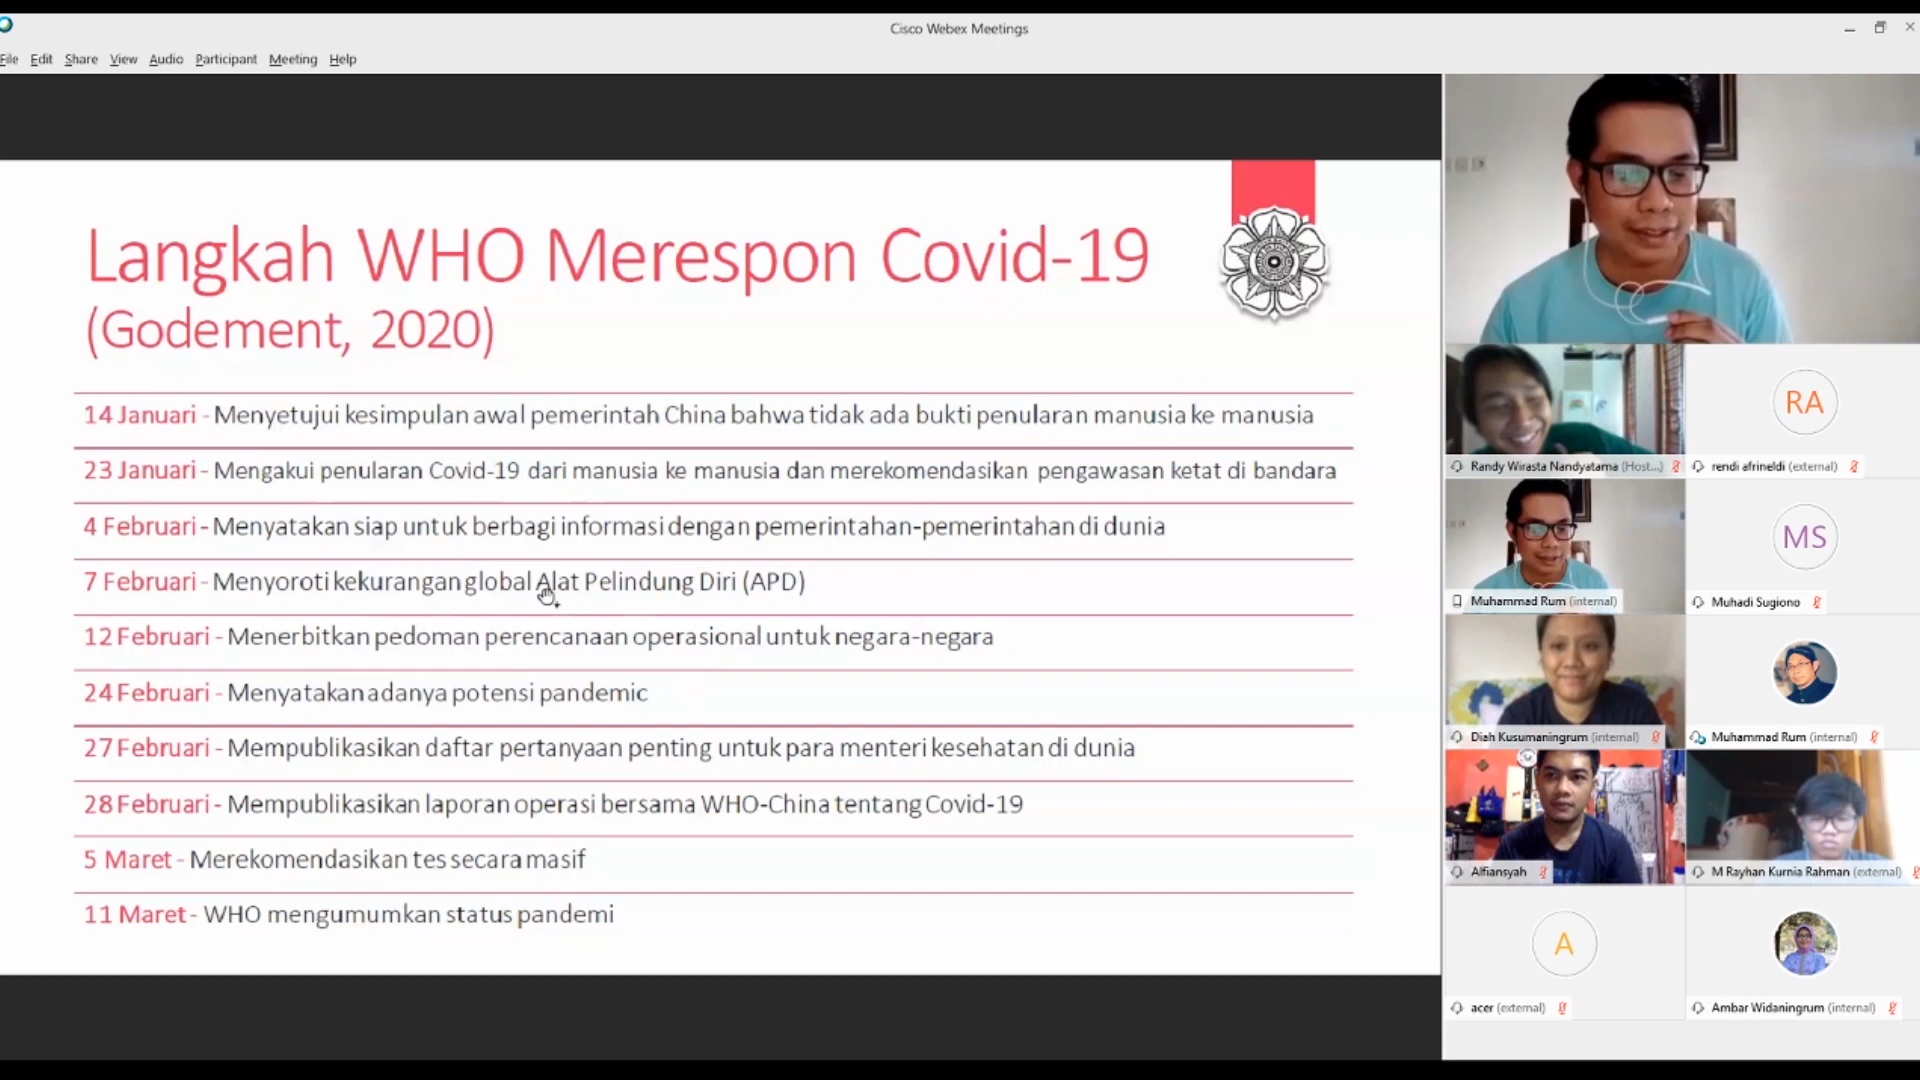 Cisco Webex Meetings
File Edit Share View Audio Participant Meeting Help
Langkah WHO Merespon Covid-19
(Godement, 2020)
14 Januari - Menyetujui kesimpulan awal pemerintah China bahwa tidak ada bukti penularan manusia ke manusia
23 Januari - Mengakui penularan Covid-19 dari manusia ke manusia dan merekomendasikan pengawasan ketat di bandara
4 Februari - Menyatakan siap untuk berbagi informasi dengan pemerintahan-pemerintahan di dunia
7 Februari - Menyoroti kekurangan global Alat Pelindung Diri (APD)
12 Februari - Menerbitkan pedoman perencanaan operasional untuk negara-negara
24 Februari - Menyatakan adanya potensi pandemic
27 Februari - Mempublikasikan daftar pertanyaan penting untuk para menteri kesehatan di dunia
28 Februari - Mempublikasikan laporan operasi bersama WHO-China tentang Covid-19
5 Maret - Merekomendasikan tes secara masif
11 Maret - WHO mengumumkan status pandemi
RA
Randy Wirasta Nandyatama (Host...)
rendi afrineldi (external)
MS
Muhammad Rum (internal)
Muhadi Sugiono
Diah Kusumaningrum (internal)
Muhammad Rum (internal)
Alfiansyah
M Rayhan Kurnia Rahman (external)
A
acer (external)
Ambar Widaningrum (internal)